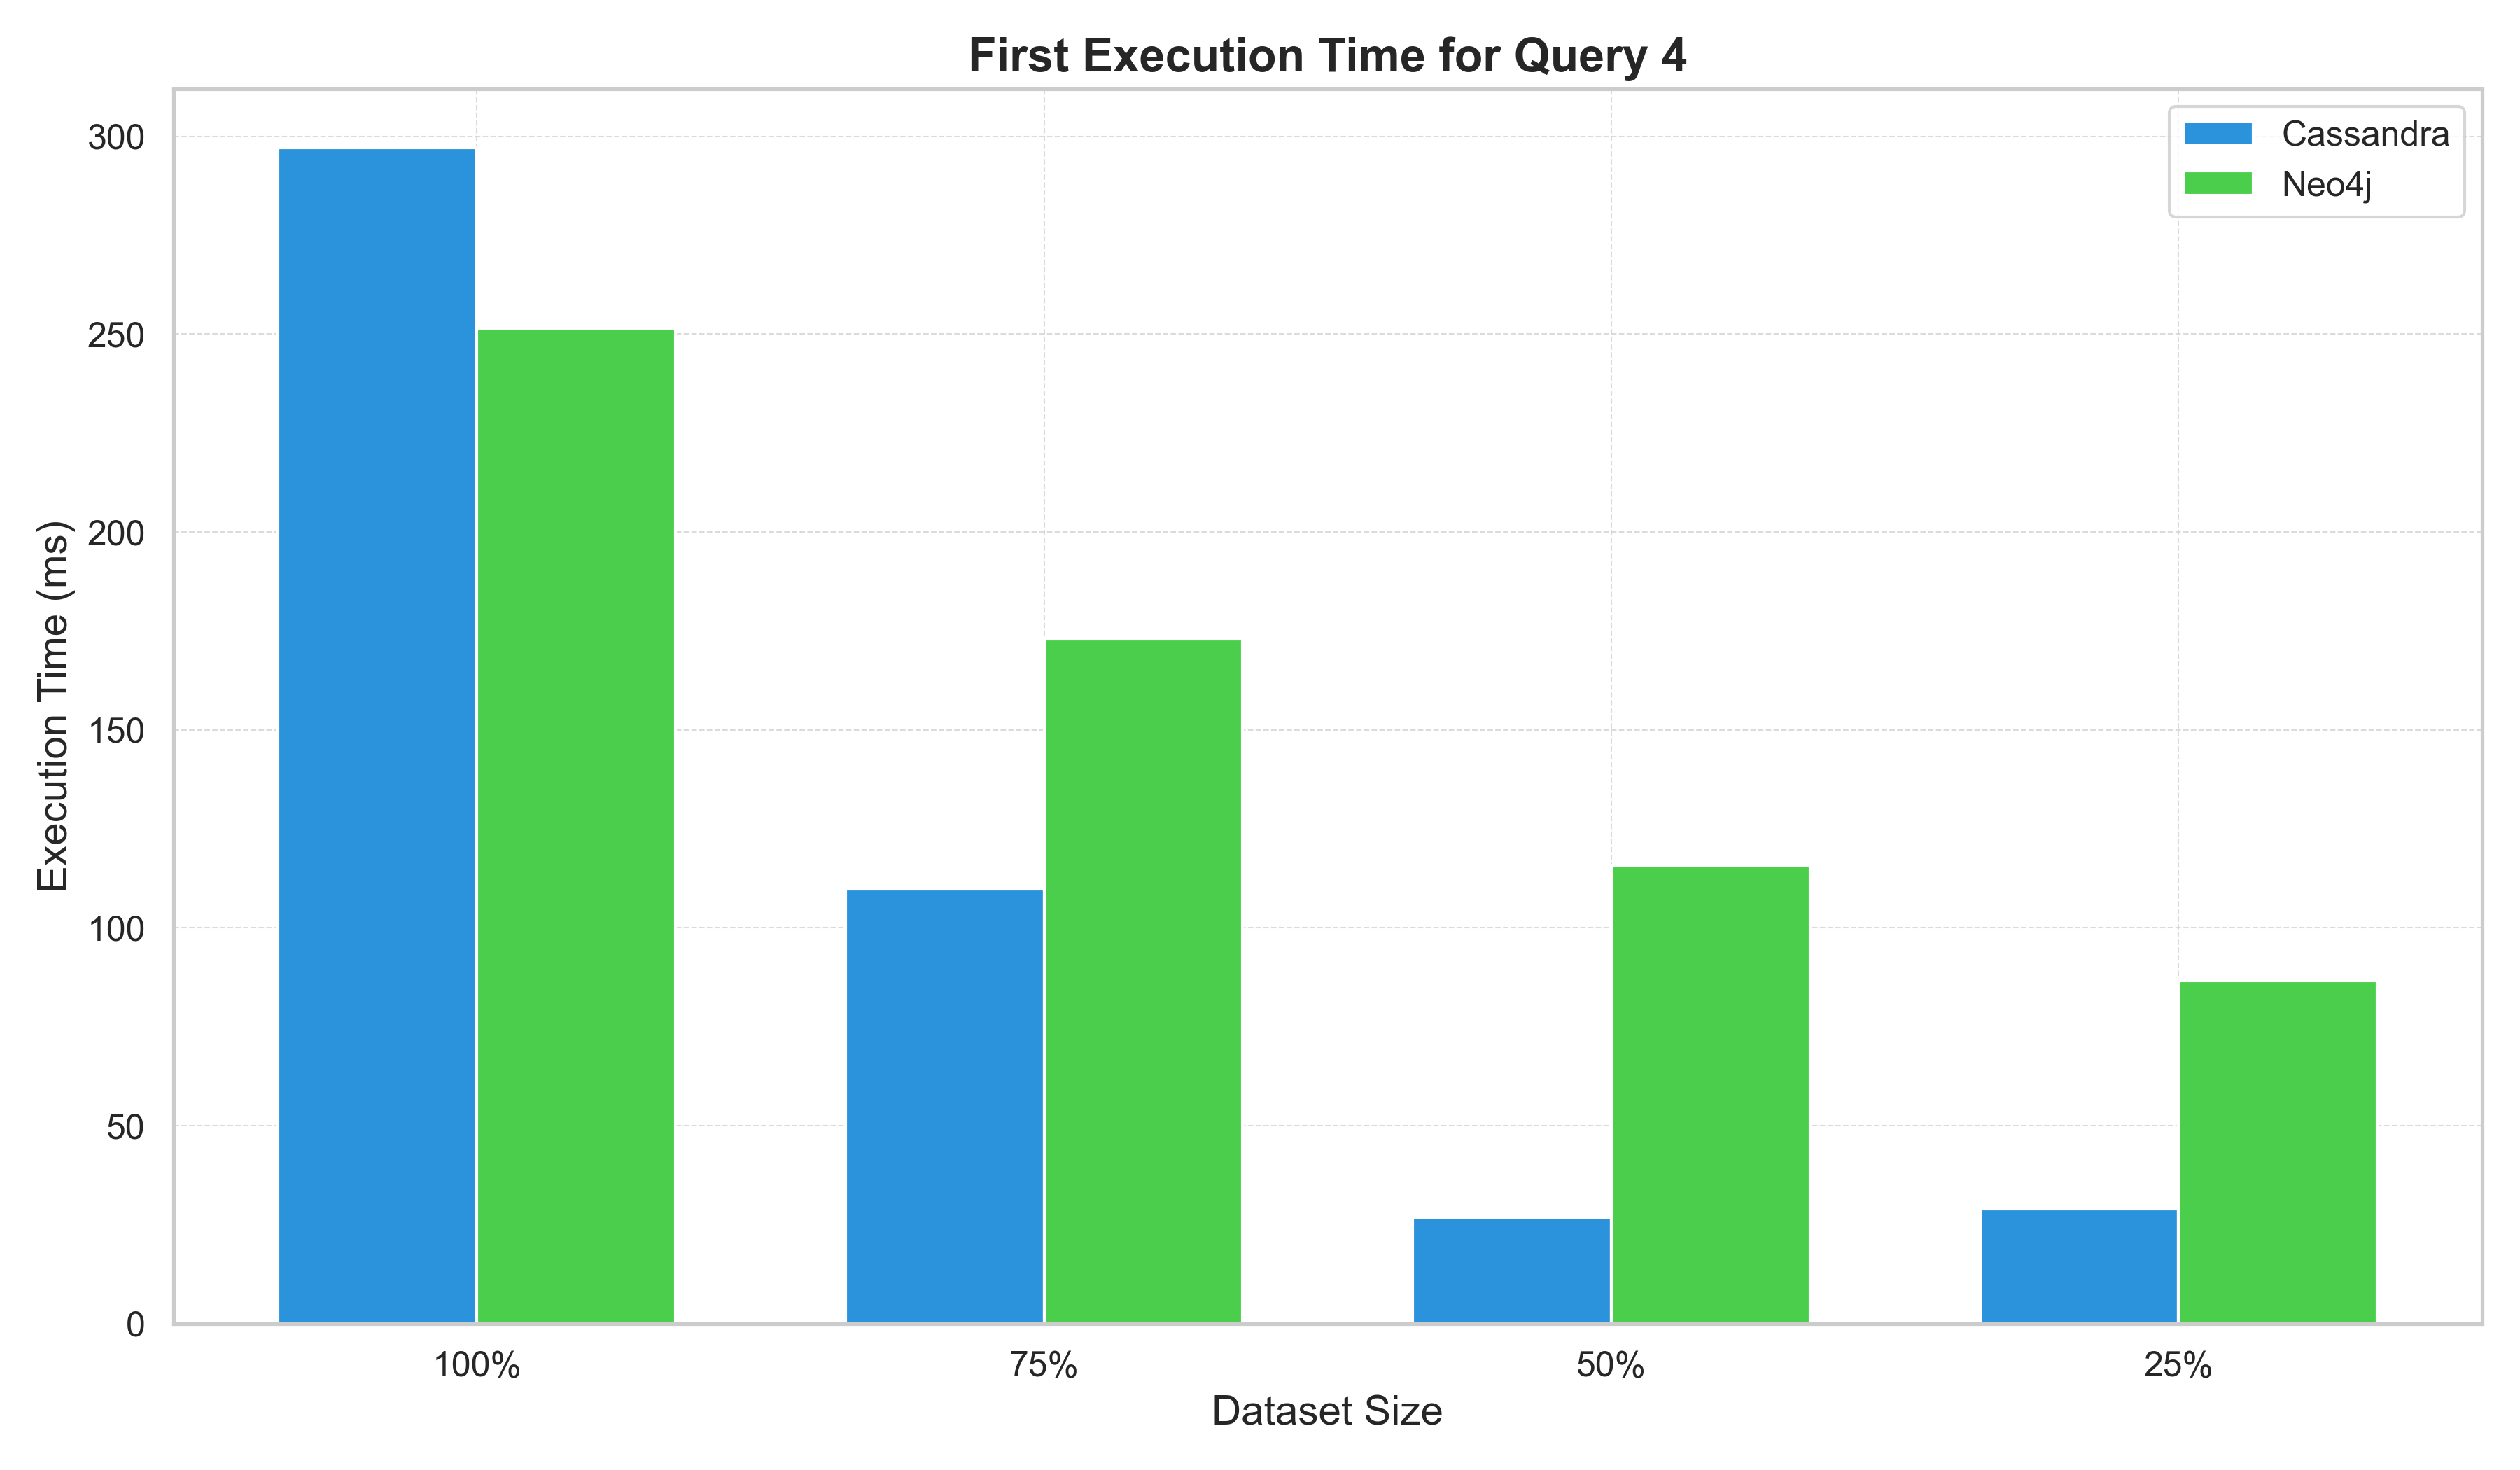 First Execution Time for Query 4
Cassandra
Neo4j
Execution Time (ms)
300
250
200
150
100
50
0
100% 75% 50% 25%
Dataset Size